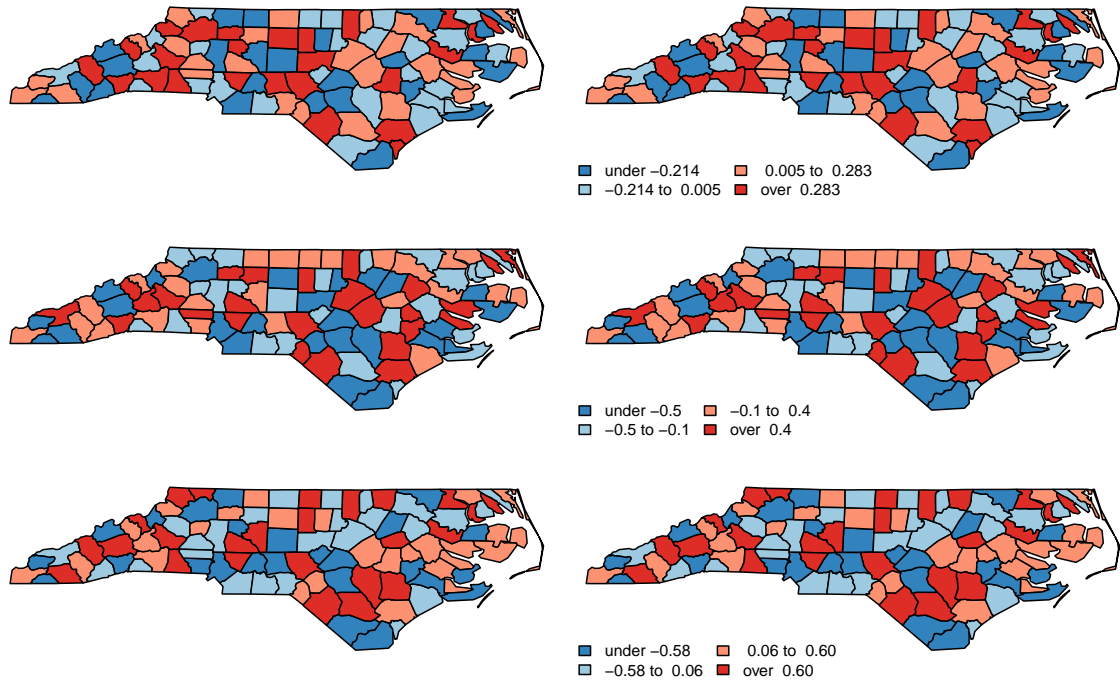 under −0.214 0.005 to 0.283
−0.214 to 0.005 over 0.283
under −0.5 −0.1 to 0.4
−0.5 to −0.1 over 0.4
under −0.58 0.06 to 0.60
−0.58 to 0.06 over 0.60